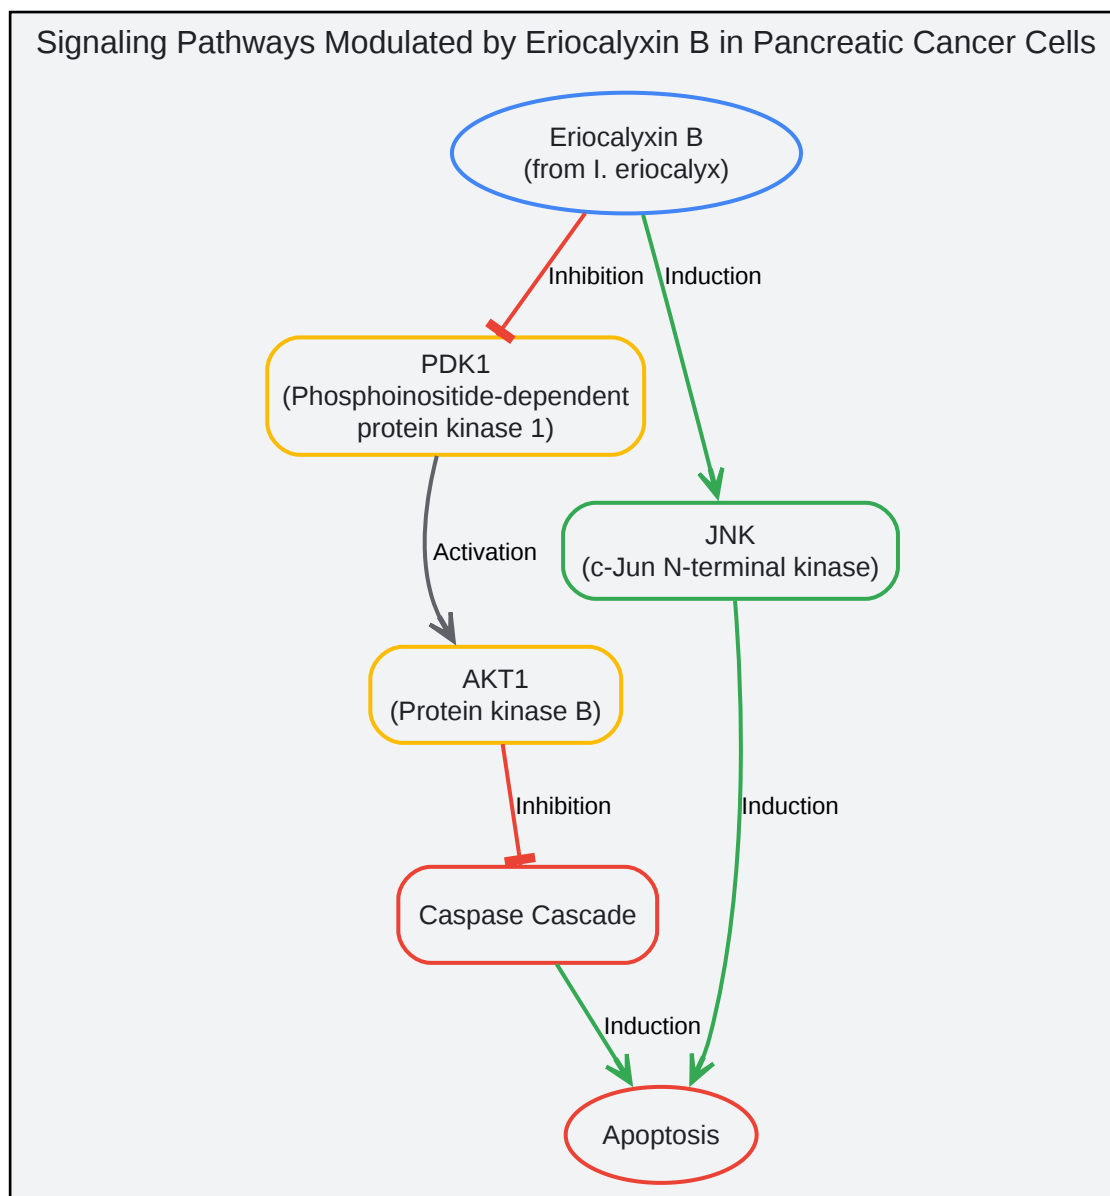 Signaling Pathways Modulated by Eriocalyxin B in Pancreatic Cancer Cells
Eriocalyxin B
(from I. eriocalyx)
Inhibition
Induction
PDK1
(Phosphoinositide-dependent
protein kinase 1)
JNK
(c-Jun N-terminal kinase)
Activation
AKT1
(Protein kinase B)
Inhibition
Induction
Caspase Cascade
Induction
Apoptosis